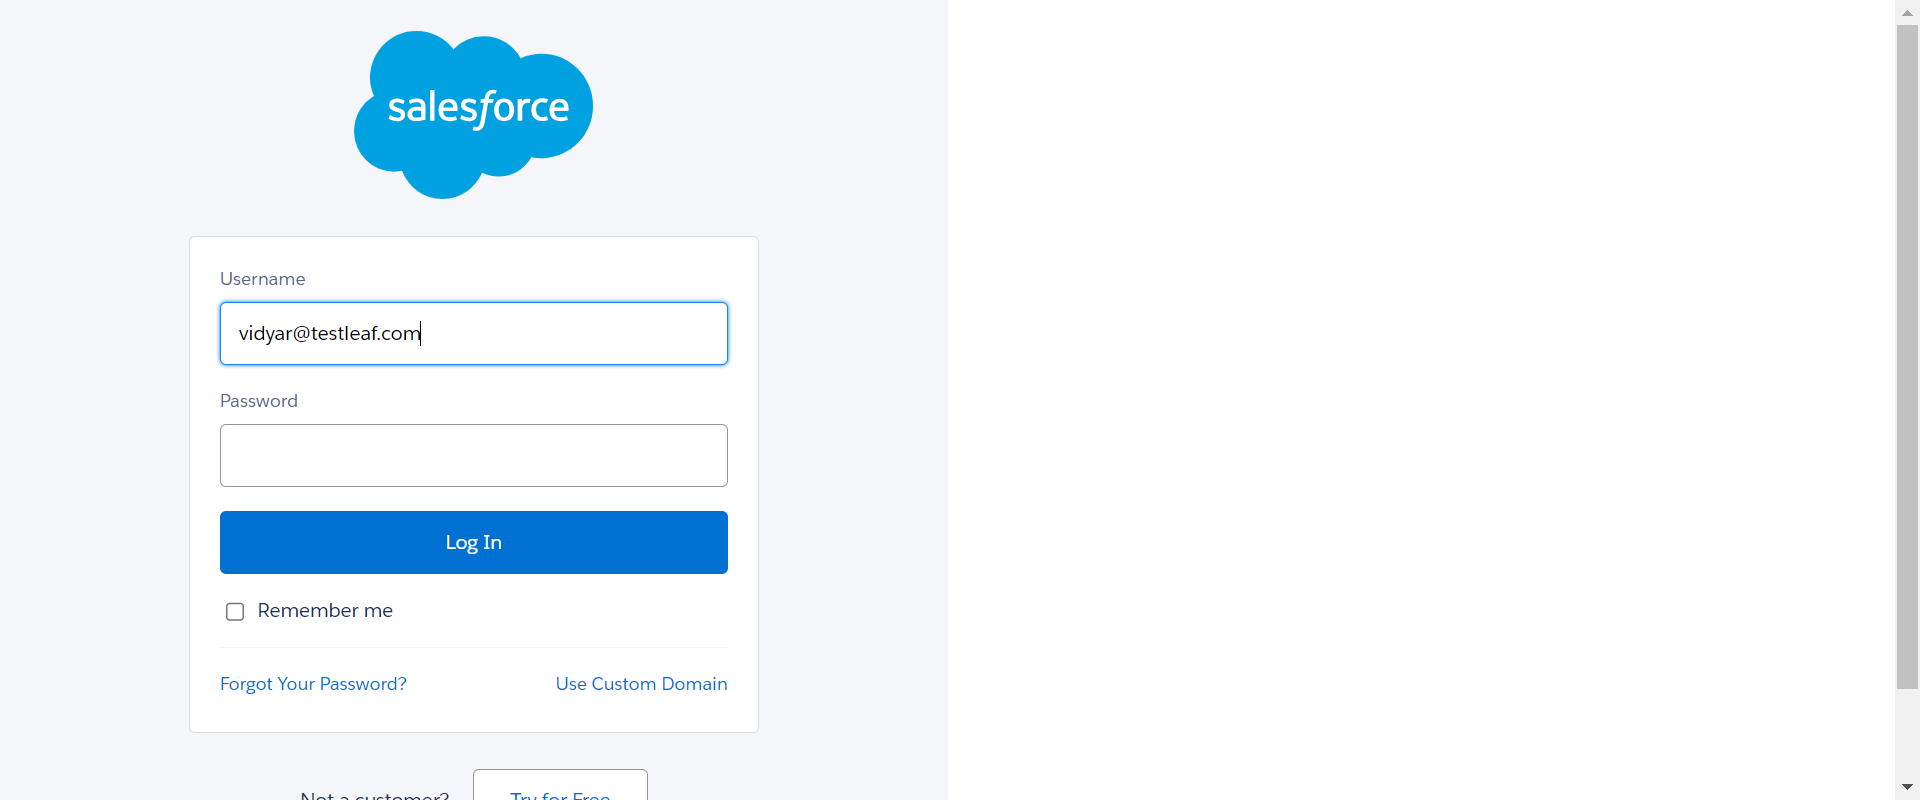 salesforce
Username
vidyar@testleaf.com
Password
Log In
Remember me
Forgot Your Password? Use Custom Domain
Not a customer? Try for Free